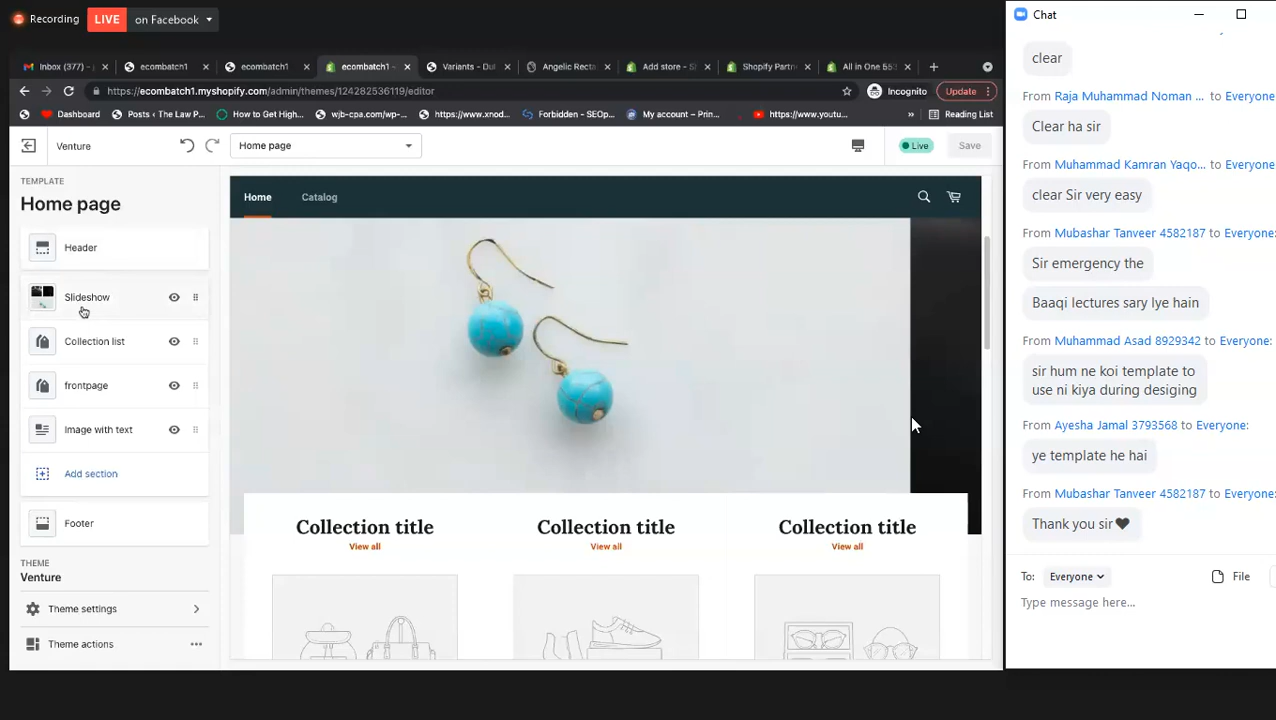 Recording LIVE on Facebook
Chat
Inbox (377) –
ecombatch1
ecombatch1
ecombatch1 -
Variants - Du
Angelic Recta
Add store - S
Shopify Partn
All in One 55
https://ecombatch1.myshopify.com/admin/themes/124282536119/editor
Incognito
Update
Dashboard
Posts ‹ The Law P...
How to Get High...
https://wjb-cpa.com/wp-...
https://www.xnod...
Forbidden - SEOp...
My account – Prin...
https://www.youtu...
Reading List
Venture
Home page
Live
Save
TEMPLATE
Home page
Header
Slideshow
Collection list
frontpage
Image with text
Add section
Footer
THEME
Venture
Theme settings
Theme actions
Home
Catalog
Collection title
View all
Collection title
View all
Collection title
View all
clear
From Raja Muhammad Noman ... to Everyone
Clear ha sir
From Muhammad Kamran Yaqo... to Everyone
clear Sir very easy
From Mubashar Tanveer 4582187 to Everyone:
Sir emergency the
Baaqi lectures sary lye hain
From Muhammad Asad 8929342 to Everyone:
sir hum ne koi template to
use ni kiya during desiging
From Ayesha Jamal 3793568 to Everyone:
ye template he hai
From Mubashar Tanveer 4582187 to Everyone:
Thank you sir🖤
To: Everyone
File
Type message here...